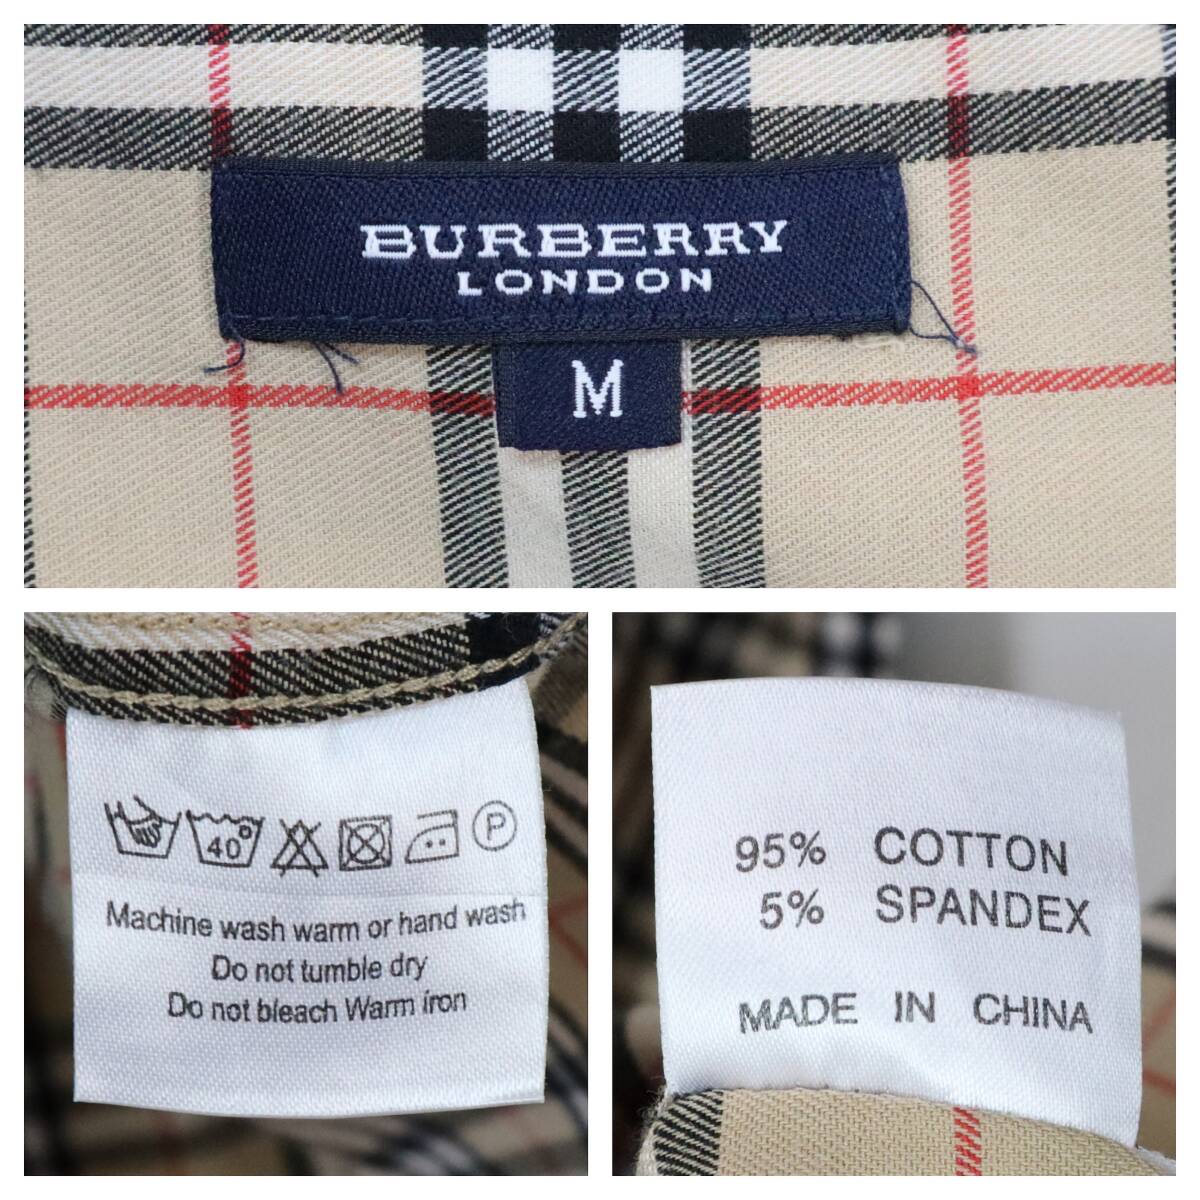 BURBERRY
LONDON
M
40°
P
Machine wash warm or hand wash
Do not tumble dry
Do not bleach Warm iron
95% COTTON
5% SPANDEX
MADE IN CHINA